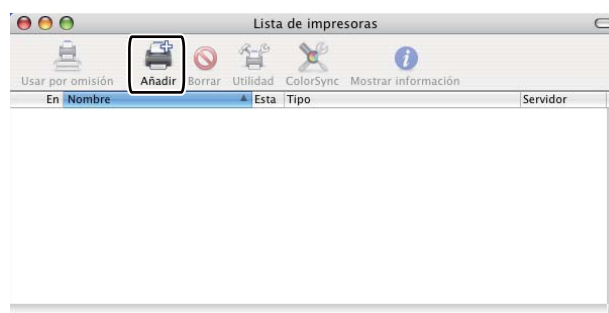 Lista de impresoras
Usar por omisión Añadir Borrar Utilidad ColorSync Mostrar información
En Nombre Esta Tipo Servidor